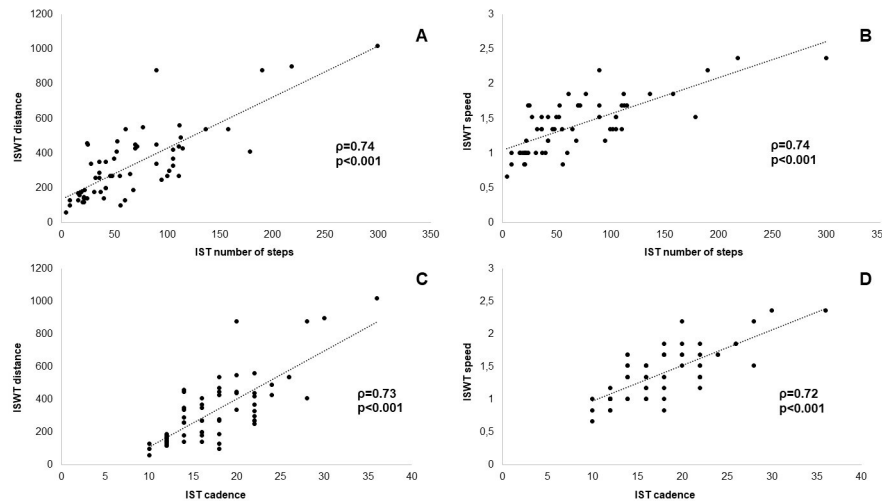 A
1200
1000
800
600
400
200
0
ISWT distance
ρ=0.74
p<0.001
0 50 100 150 200 250 300 350
IST number of steps
B
3
2,5
2
1,5
1
0,5
0
ISWT speed
ρ=0.74
p<0.001
0 50 100 150 200 250 300 35
IST number of steps
C
1200
1000
800
600
400
200
0
ISWT distance
ρ=0.73
p<0.001
0 5 10 15 20 25 30 35 40
IST cadence
D
3
2,5
2
1,5
1
0,5
0
ISWT speed
ρ=0.72
p<0.001
0 5 10 15 20 25 30 35 40
IST cadence